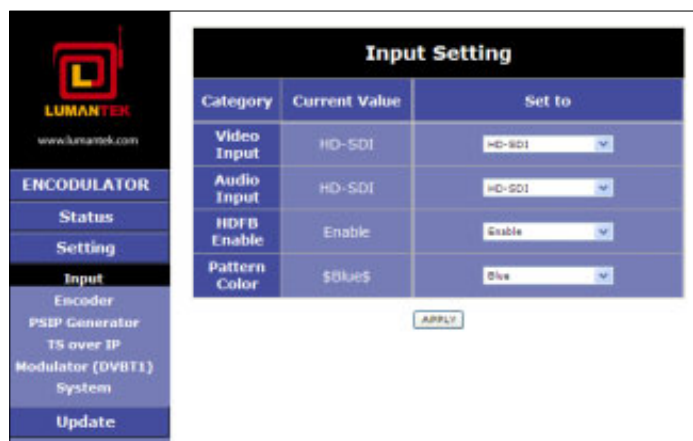 LUMANTEK
www.lumantek.com
ENCODULATOR
Status
Setting
Input
Encoder
PSIP Generator
TS over IP
Modulator (DVBT1)
System
Update
Input Setting
Category Current Value Set to
Video Input HD-SDI HD-SDI
Audio Input HD-SDI HD-SDI
HDFB Enable Enable Enable
Pattern Color $Blue$ Blue
APPLY